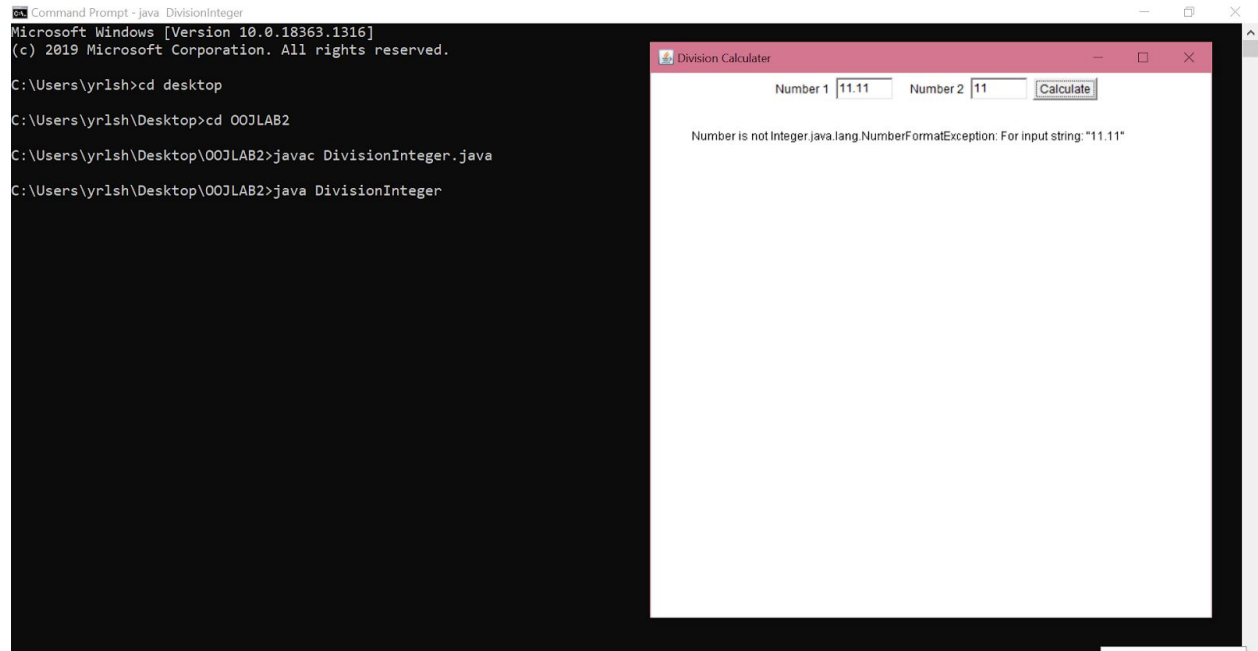 Command Prompt - java  DivisionInteger
Microsoft Windows [Version 10.0.18363.1316]
(c) 2019 Microsoft Corporation. All rights reserved.
C:\Users\yrlsh>cd desktop
C:\Users\yrlsh\Desktop>cd OOJLAB2
C:\Users\yrlsh\Desktop\OOJLAB2>javac DivisionInteger.java
C:\Users\yrlsh\Desktop\OOJLAB2>java DivisionInteger
Division Calculater
Number 1 11.11 Number 2 11 Calculate
Number is not Integer.java.lang.NumberFormatException: For input string: "11.11"